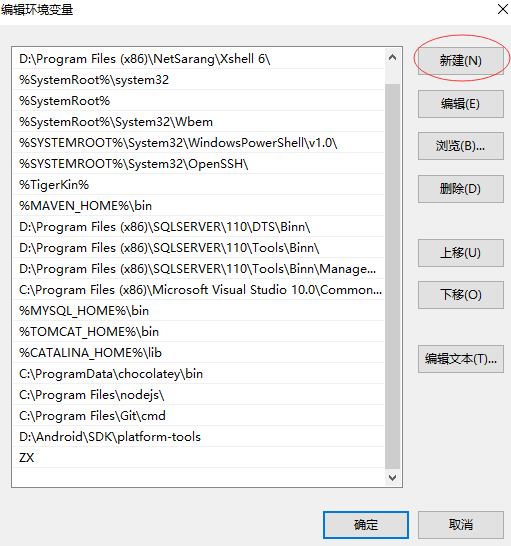 编辑环境变量
D:\Program Files (x86)\NetSarang\Xshell 6\
%SystemRoot%\system32
%SystemRoot%
%SystemRoot%\System32\Wbem
%SYSTEMROOT%\System32\WindowsPowerShell\v1.0\
%SYSTEMROOT%\System32\OpenSSH\
%TigerKin%
%MAVEN_HOME%\bin
D:\Program Files (x86)\SQLSERVER\110\DTS\Binn\
D:\Program Files (x86)\SQLSERVER\110\Tools\Binn\
D:\Program Files (x86)\SQLSERVER\110\Tools\Binn\Manage...
C:\Program Files (x86)\Microsoft Visual Studio 10.0\Common...
%MYSQL_HOME%\bin
%TOMCAT_HOME%\bin
%CATALINA_HOME%\lib
C:\ProgramData\chocolatey\bin
C:\Program Files\nodejs\
C:\Program Files\Git\cmd
D:\Android\SDK\platform-tools
ZX
新建(N)
编辑(E)
浏览(B)...
删除(D)
上移(U)
下移(O)
编辑文本(T)...
确定
取消